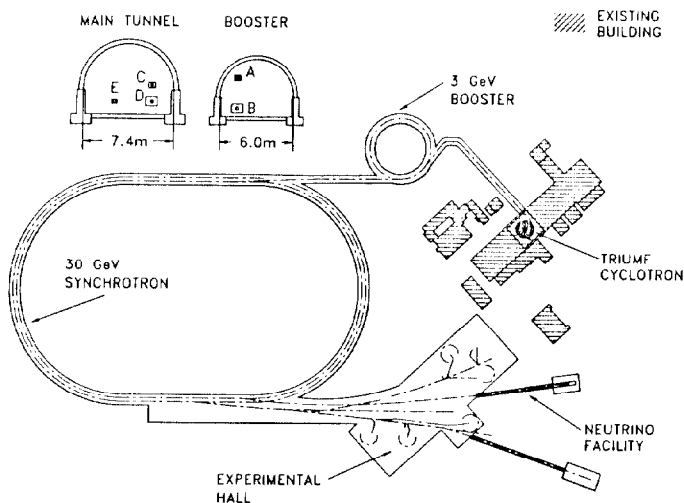 MAIN TUNNEL
BOOSTER
EXISTING
BUILDING
A
C
E
D
B
7.4m
6.0m
3 GeV
BOOSTER
30 GeV
SYNCHROTRON
TRIUMF
CYCLOTRON
NEUTRINO
FACILITY
EXPERIMENTAL
HALL